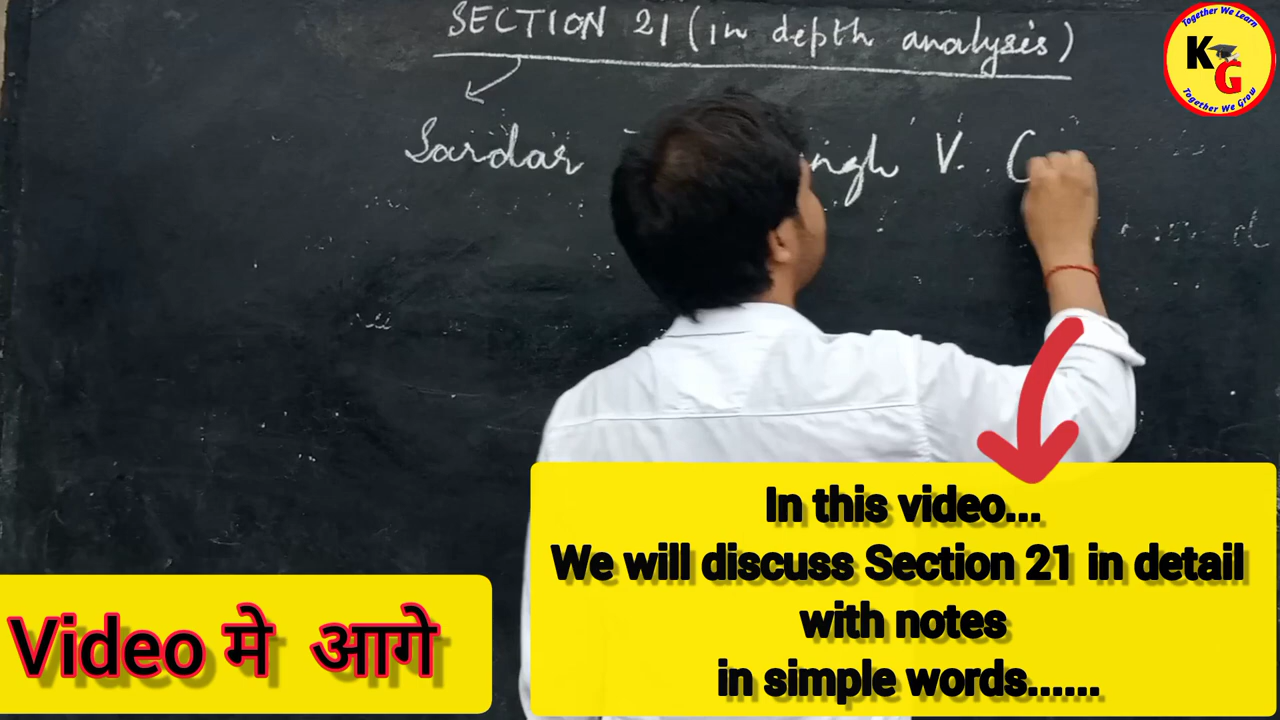 SECTION 21 (in depth analysis)
Sardar ngh V. C
Together We Learn
KG
Together We Grow
In this video...
We will discuss Section 21 in detail
with notes
in simple words......
Video मे आगे